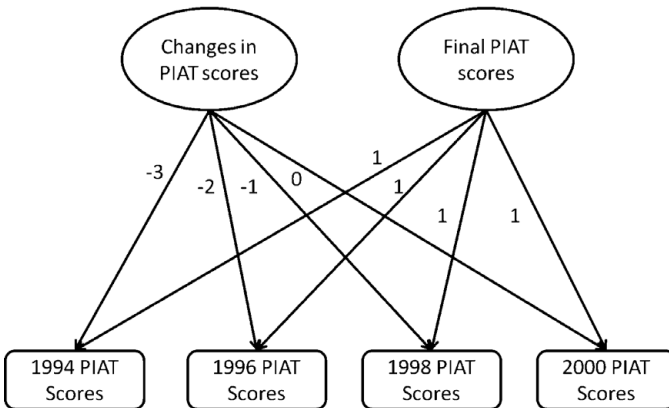 Changes in
PIAT scores
Final PIAT
scores
-3
-2
-1
0
1
1
1
1
1994 PIAT
Scores
1996 PIAT
Scores
1998 PIAT
Scores
2000 PIAT
Scores